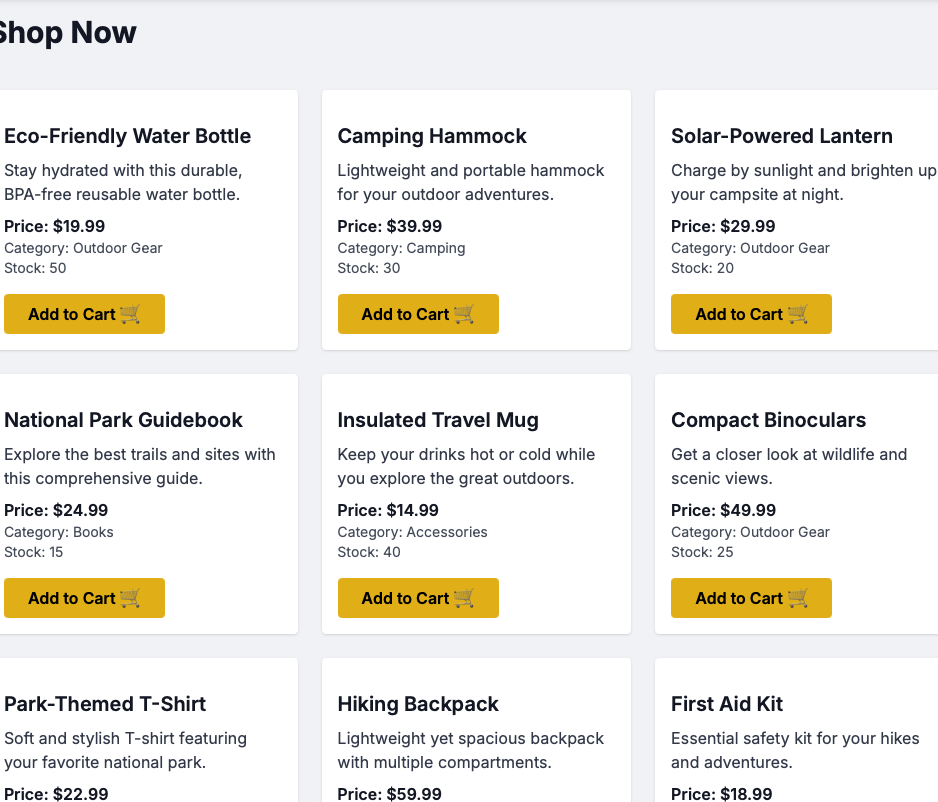 Shop Now
Eco-Friendly Water Bottle
Stay hydrated with this durable,
BPA-free reusable water bottle.
Price: $19.99
Category: Outdoor Gear
Stock: 50
Add to Cart 🛒
Camping Hammock
Lightweight and portable hammock
for your outdoor adventures.
Price: $39.99
Category: Camping
Stock: 30
Add to Cart 🛒
Solar-Powered Lantern
Charge by sunlight and brighten up
your campsite at night.
Price: $29.99
Category: Outdoor Gear
Stock: 20
Add to Cart 🛒
National Park Guidebook
Explore the best trails and sites with
this comprehensive guide.
Price: $24.99
Category: Books
Stock: 15
Add to Cart 🛒
Insulated Travel Mug
Keep your drinks hot or cold while
you explore the great outdoors.
Price: $14.99
Category: Accessories
Stock: 40
Add to Cart 🛒
Compact Binoculars
Get a closer look at wildlife and
scenic views.
Price: $49.99
Category: Outdoor Gear
Stock: 25
Add to Cart 🛒
Park-Themed T-Shirt
Soft and stylish T-shirt featuring
your favorite national park.
Price: $22.99
Hiking Backpack
Lightweight yet spacious backpack
with multiple compartments.
Price: $59.99
First Aid Kit
Essential safety kit for your hikes
and adventures.
Price: $18.99